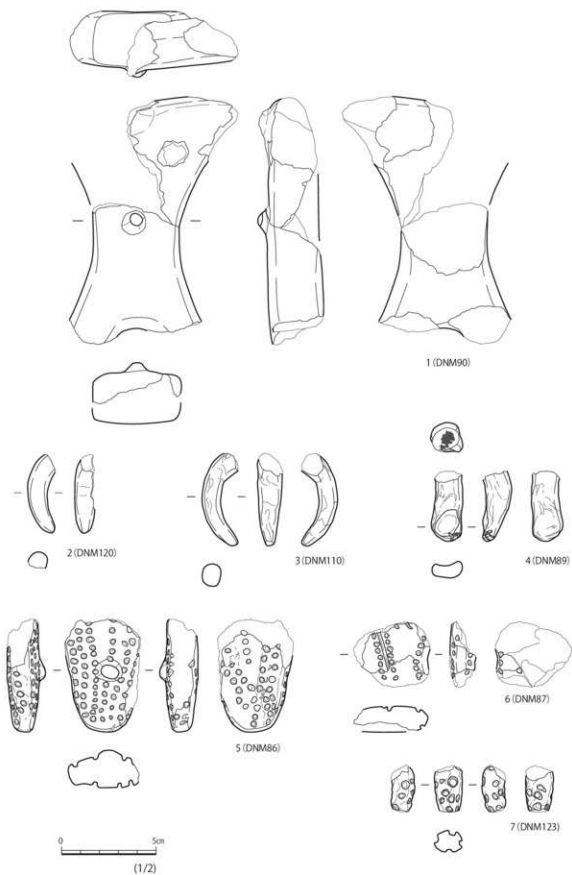 1 (DNM90)
2 (DNM120)
3 (DNM110)
4 (DNM89)
5 (DNM86)
6 (DNM87)
7 (DNM123)
0 5cm
(1/2)